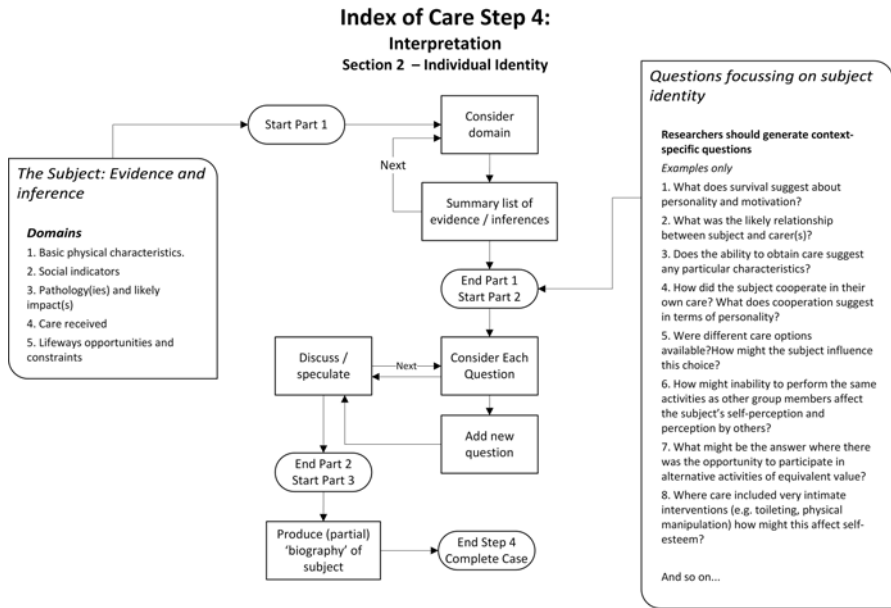 Index of Care Step 4:
Interpretation
Section 2 – Individual Identity
Start Part 1
Consider
domain
Next
Summary list of
evidence / inferences
End Part 1
Start Part 2
The Subject: Evidence and
inference
Domains
1. Basic physical characteristics.
2. Social indicators
3. Pathology(ies) and likely
impact(s)
4. Care received
5. Lifeways opportunities and
constraints
Discuss /
speculate
Next
Consider Each
Question
Add new
question
End Part 2
Start Part 3
Produce (partial)
‘biography’ of
subject
End Step 4
Complete Case
Questions focussing on subject
identity
Researchers should generate context-
specific questions
Examples only
1. What does survival suggest about
personality and motivation?
2. What was the likely relationship
between subject and carer(s)?
3. Does the ability to obtain care suggest
any particular characteristics?
4. How did the subject cooperate in their
own care? What does cooperation suggest
in terms of personality?
5. Were different care options
available?How might the subject influence
this choice?
6. How might inability to perform the same
activities as other group members affect
the subject’s self-perception and
perception by others?
7. What might be the answer where there
was the opportunity to participate in
alternative activities of equivalent value?
8. Where care included very intimate
interventions (e.g. toileting, physical
manipulation) how might this affect self-
esteem?
And so on...